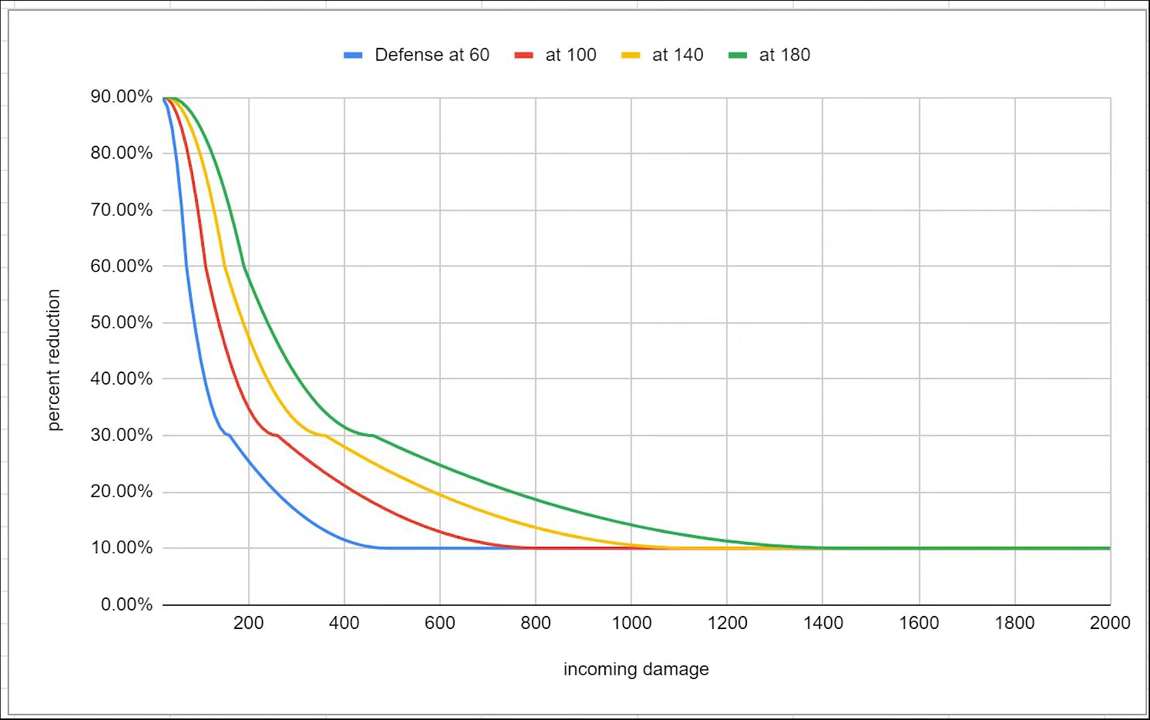 Defense at 60 at 100 at 140 at 180
90.00%
80.00%
70.00%
60.00%
50.00%
40.00%
30.00%
20.00%
10.00%
0.00%
percent reduction
200 400 600 800 1000 1200 1400 1600 1800 2000
incoming damage